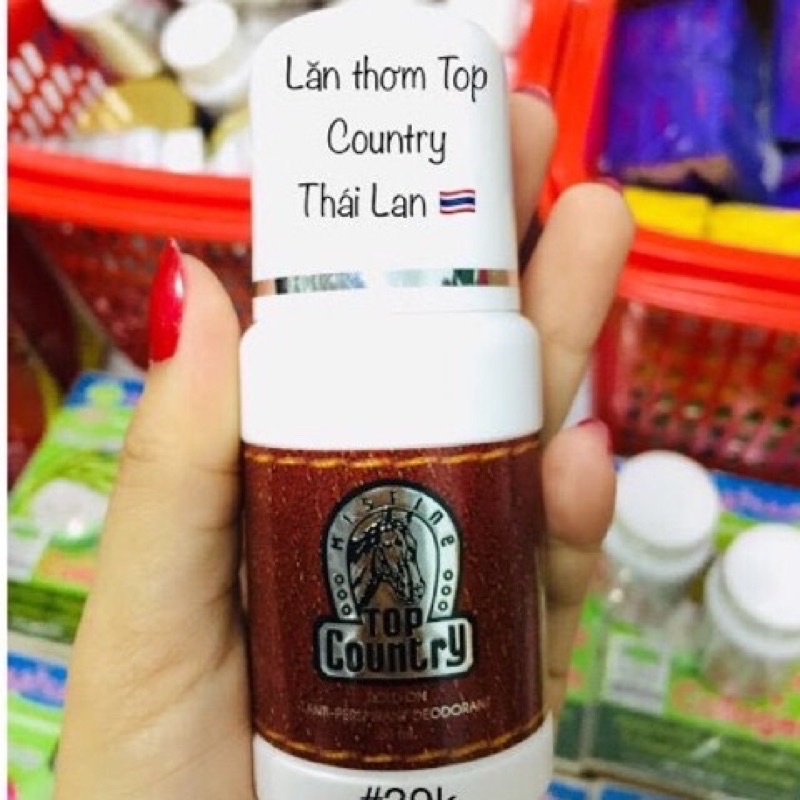 Lăn thơm Top
Country
Thái Lan 🇹🇭
Mistine
TOP
Country
ROLL-ON
ANTI-PERSPIRANT DEODORANT